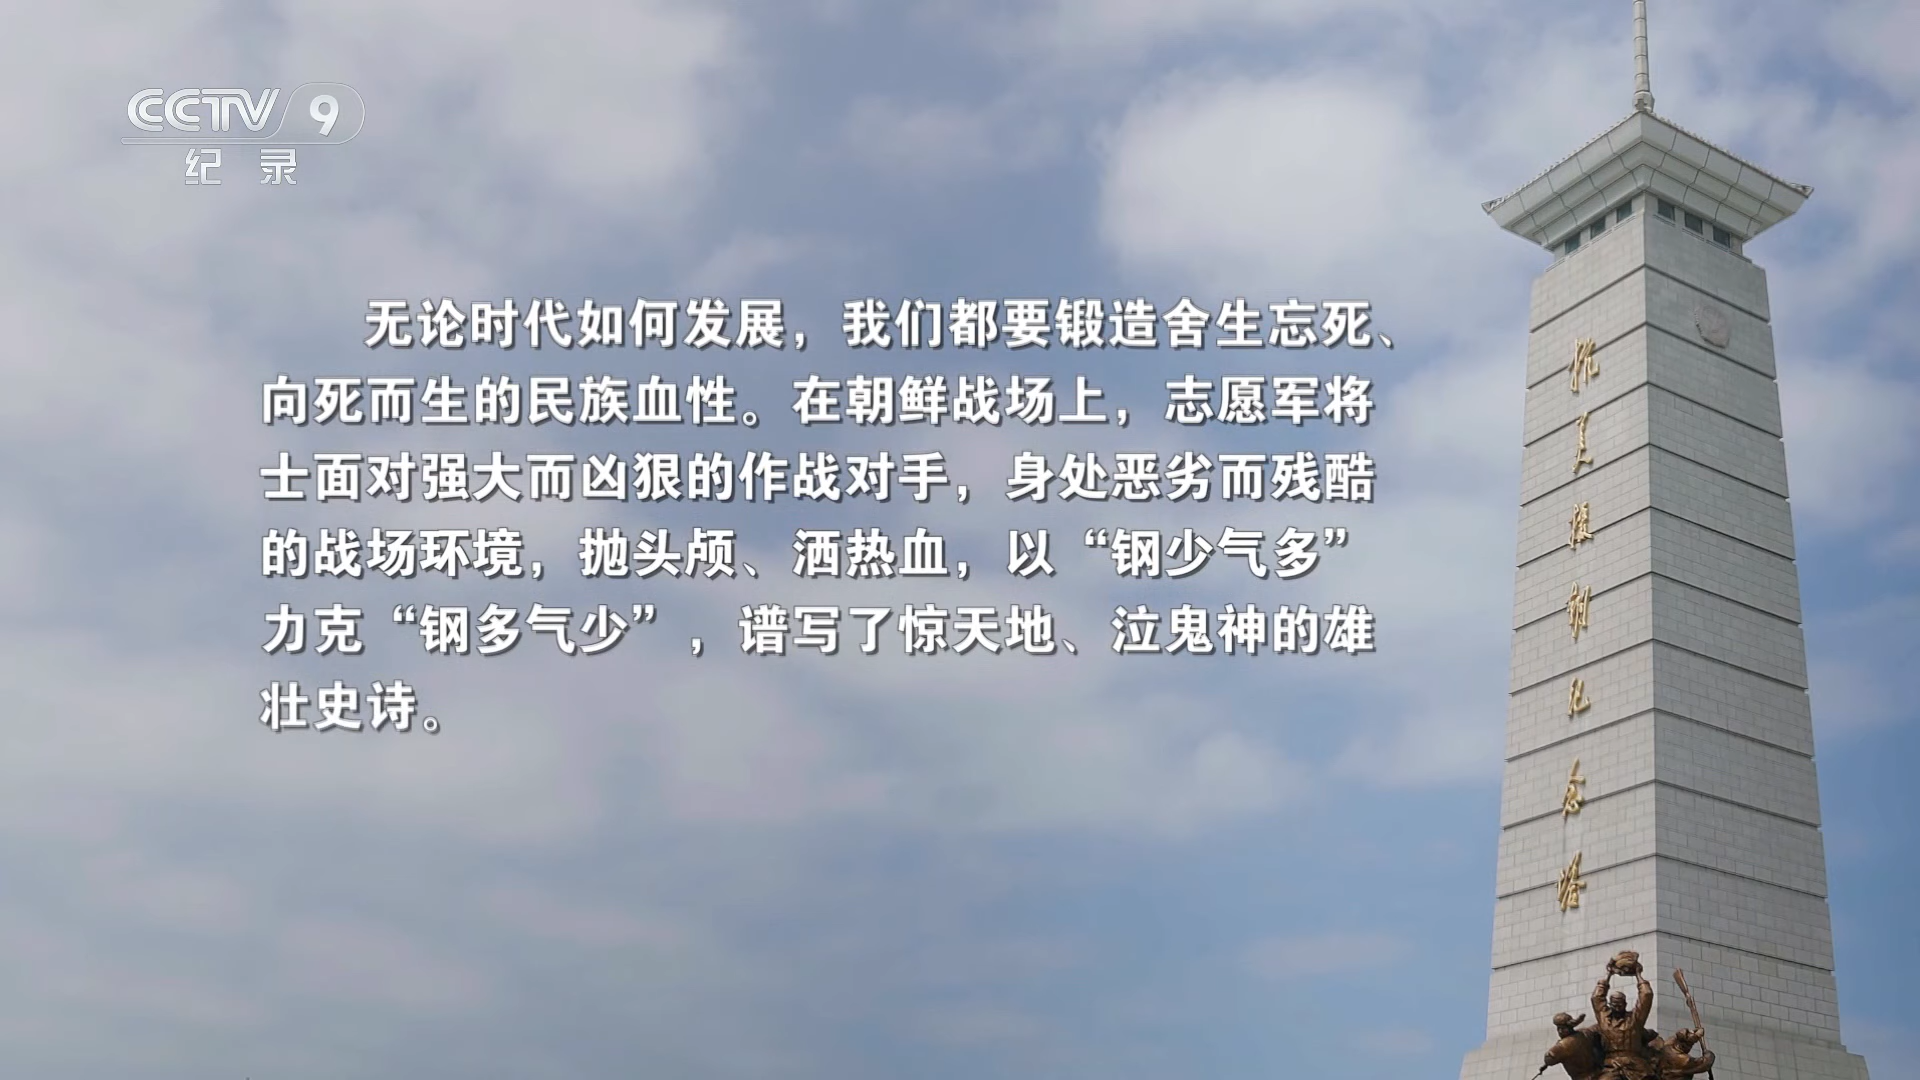 CCTV 9
纪 录
无论时代如何发展，我们都要锻造舍生忘死、
向死而生的民族血性。在朝鲜战场上，志愿军将
士面对强大而凶狠的作战对手，身处恶劣而残酷
的战场环境，抛头颅、洒热血，以“钢少气多”
力克“钢多气少”，谱写了惊天地、泣鬼神的雄
壮史诗。
抗美援朝纪念塔